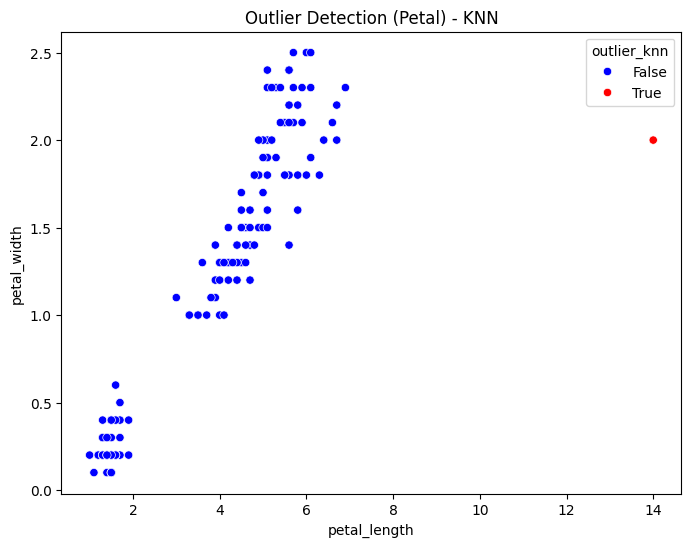 Outlier Detection (Petal) - KNN
outlier_knn
False
True
petal_width
2.5
2.0
1.5
1.0
0.5
0.0
2 4 6 8 10 12 14
petal_length